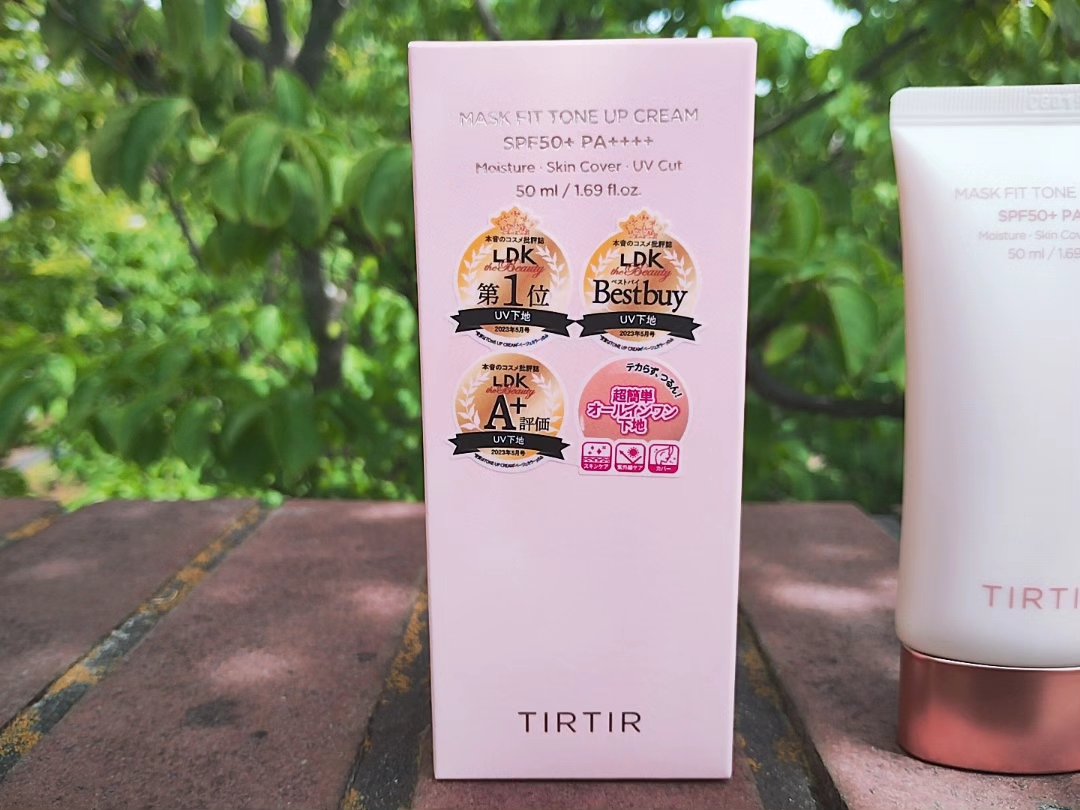 MASK FIT TONE UP CREAM
SPF50+ PA++++
Moisture · Skin Cover · UV Cut
50 ml / 1.69 fl.oz.
本音のコスメ批評誌
LDK
the Beauty
第1位
UV下地
2023年5月号
本音のコスメ批評誌
LDK
the Beauty
ベストバイ
Bestbuy
UV下地
2023年5月号
本音のコスメ批評誌
LDK
the Beauty
A+評価
UV下地
2023年5月号
テカらず、つるん!
超簡単
オールインワン
下地
スキンケア
紫外線ケア
カバー
TIRTIR
MASK FIT TONE
SPF50+ PA
Moisture · Skin Cov
50 ml / 1.69
TIRTI